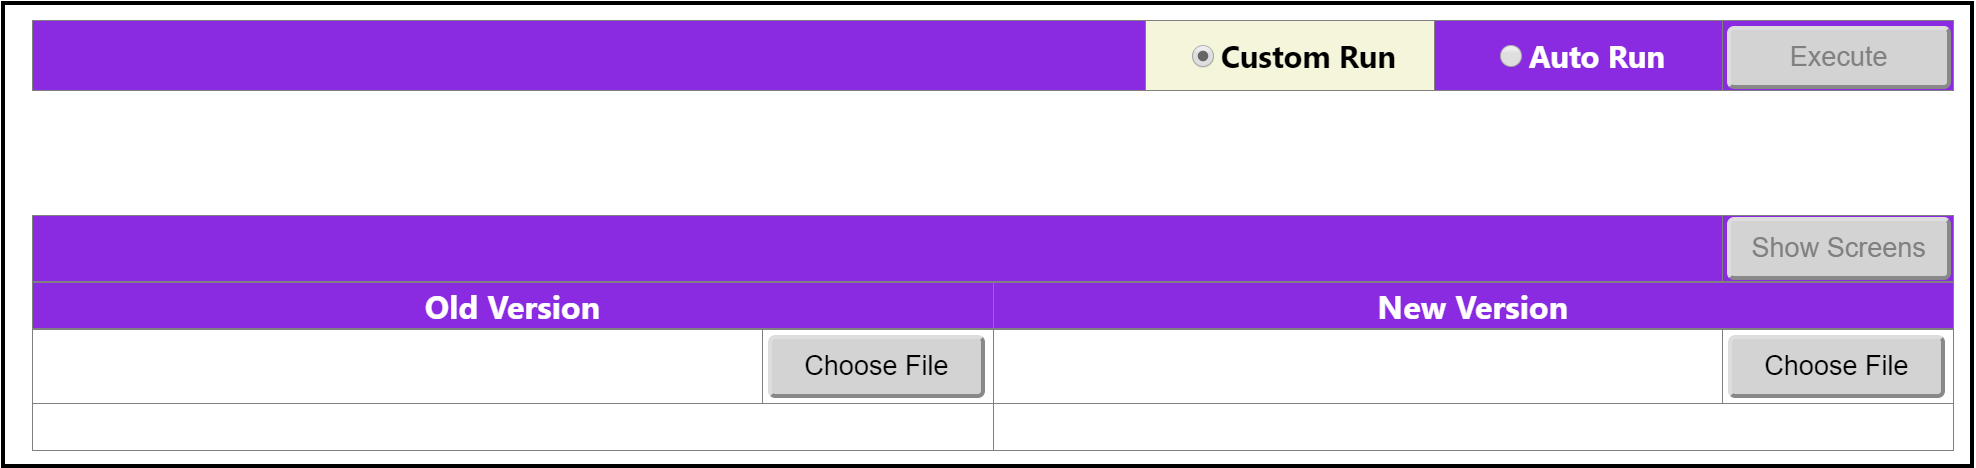 Custom Run Auto Run Execute
Show Screens
Old Version New Version
Choose File Choose File